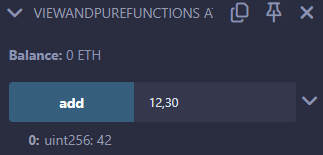 VIEWANDPUREFUNCTIONS A
Balance: 0 ETH
add 12,30
0: uint256: 42